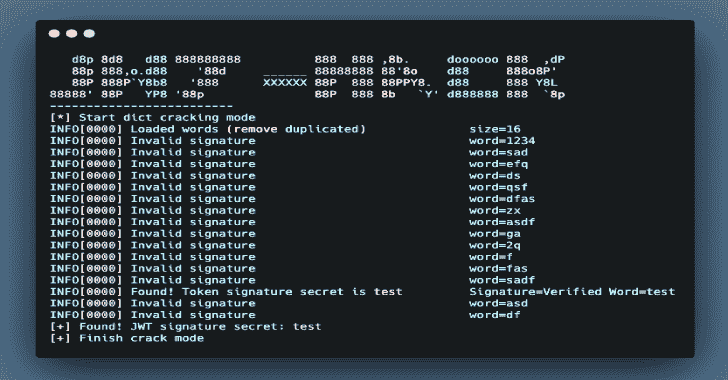 d8p 8d8   d88 888888888          888  888 ,8b.     doooooo 888  ,dP
88p 888,o.d88    '88d     ______ 88888888 88'8o    d88     888o8P'
88P 888P`Y8b8   '888      XXXXXX 88P  888 88PPY8.  d88     888 Y8L
88888' 88P   YP8 '88p            88P  888 8b   `Y' d888888 888  `8p
-------------------------
[*] Start dict cracking mode
INFO[0000] Loaded words (remove duplicated) size=16
INFO[0000] Invalid signature word=1234
INFO[0000] Invalid signature word=sad
INFO[0000] Invalid signature word=efq
INFO[0000] Invalid signature word=ds
INFO[0000] Invalid signature word=qsf
INFO[0000] Invalid signature word=dfas
INFO[0000] Invalid signature word=zx
INFO[0000] Invalid signature word=asdf
INFO[0000] Invalid signature word=ga
INFO[0000] Invalid signature word=2q
INFO[0000] Invalid signature word=f
INFO[0000] Invalid signature word=fas
INFO[0000] Invalid signature word=sadf
INFO[0000] Found! Token signature secret is test Signature=Verified Word=test
INFO[0000] Invalid signature word=asd
INFO[0000] Invalid signature word=df
[+] Found! JWT signature secret: test
[+] Finish crack mode